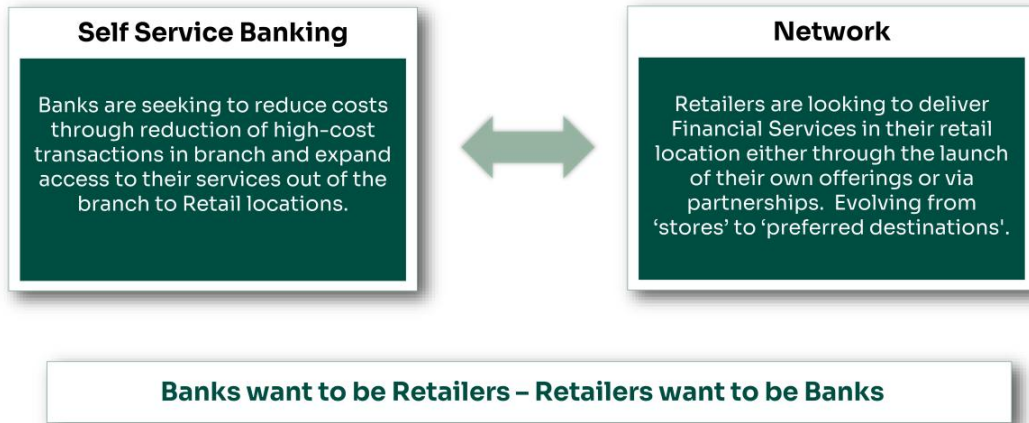 Self Service Banking
Banks are seeking to reduce costs
through reduction of high-cost
transactions in branch and expand
access to their services out of the
branch to Retail locations.
Network
Retailers are looking to deliver
Financial Services in their retail
location either through the launch
of their own offerings or via
partnerships.  Evolving from
‘stores’ to ‘preferred destinations'.
Banks want to be Retailers – Retailers want to be Banks